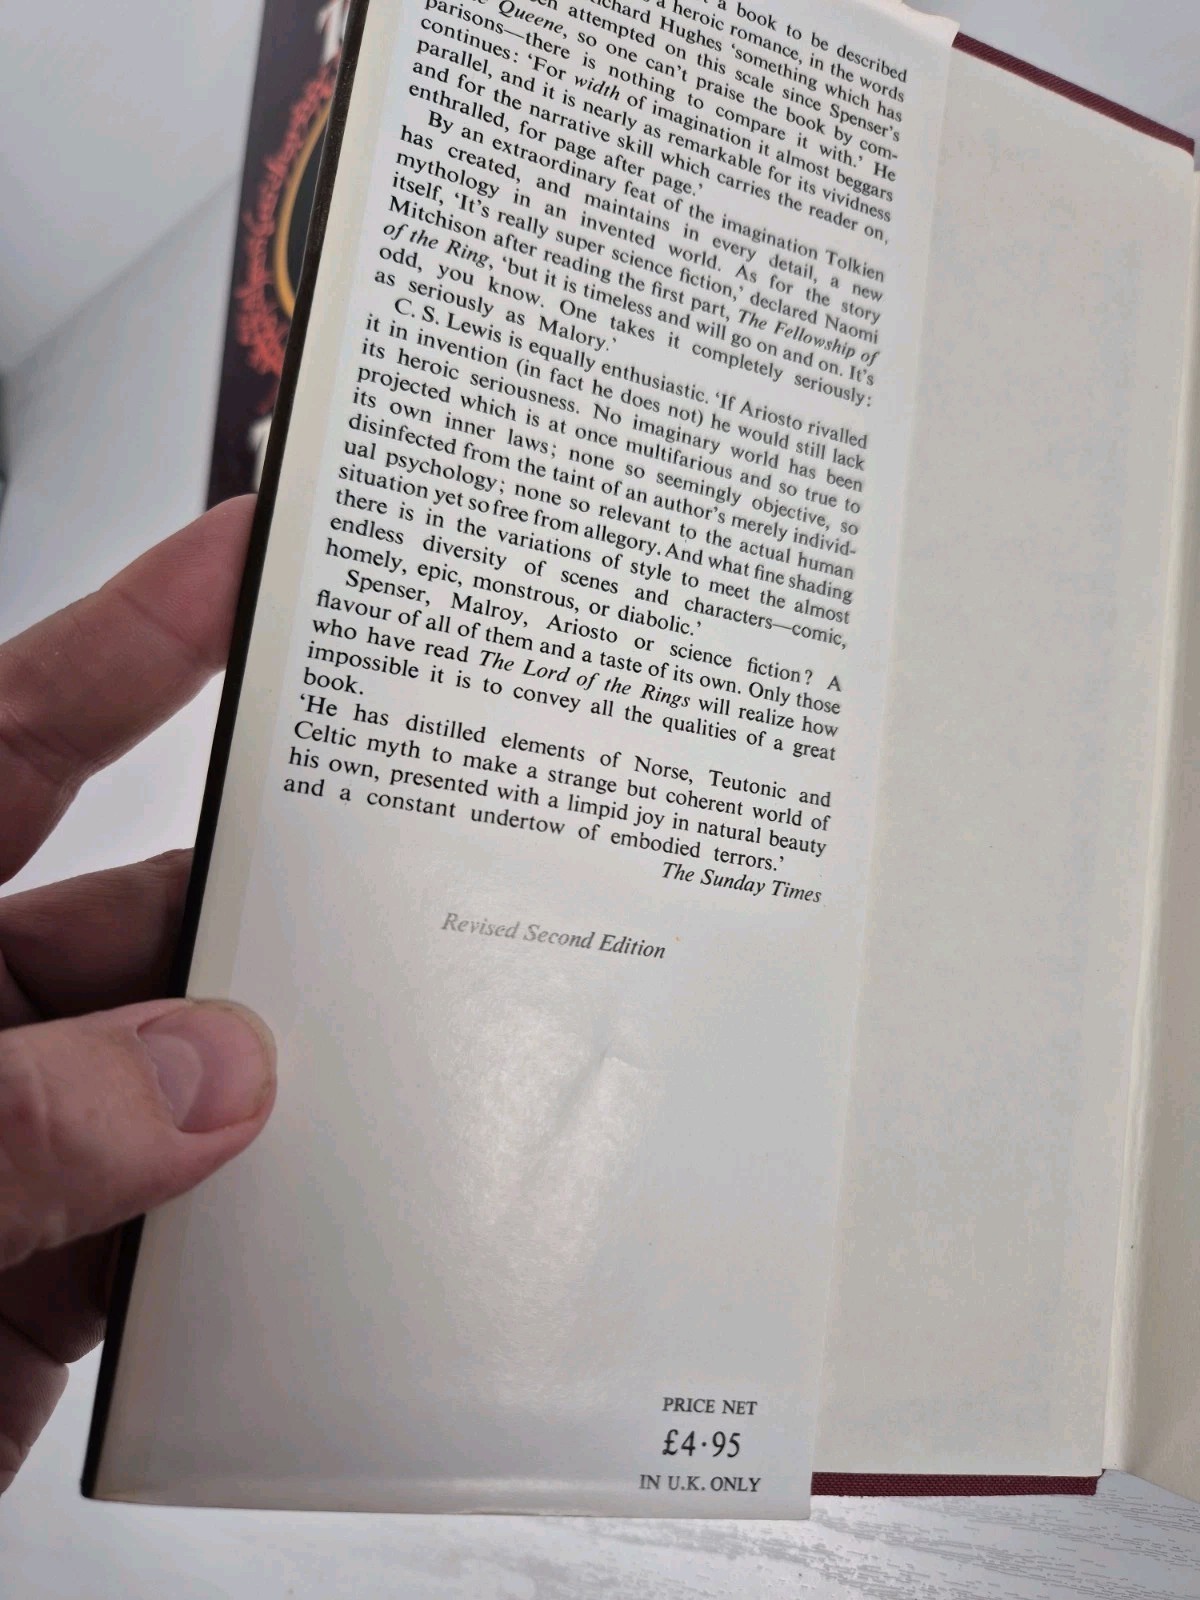 a book to be described
a heroic romance, in the words
Richard Hughes 'something which has
been attempted on this scale since Spenser's
Queene, so one can't praise the book by com-
parisons—there is nothing to compare it with.' He
continues: 'For width of imagination it almost beggars
parallel, and it is nearly as remarkable for its vividness
and for the narrative skill which carries the reader on,
enthralled, for page after page.'
By an extraordinary feat of the imagination Tolkien
has created, and maintains in every detail, a new
mythology in an invented world. As for the story
itself, 'It's really super science fiction,' declared Naomi
Mitchison after reading the first part, The Fellowship of
of the Ring, 'but it is timeless and will go on and on. It's
odd, you know. One takes it completely seriously:
as seriously as Malory.'
C. S. Lewis is equally enthusiastic. 'If Ariosto rivalled
it in invention (in fact he does not) he would still lack
its heroic seriousness. No imaginary world has been
projected which is at once multifarious and so true to
its own inner laws; none so seemingly objective, so
disinfected from the taint of an author's merely individ-
ual psychology; none so relevant to the actual human
situation yet so free from allegory. And what fine shading
there is in the variations of style to meet the almost
endless diversity of scenes and characters—comic,
homely, epic, monstrous, or diabolic.'
Spenser, Malroy, Ariosto or science fiction? A
flavour of all of them and a taste of its own. Only those
who have read The Lord of the Rings will realize how
impossible it is to convey all the qualities of a great
book.
'He has distilled elements of Norse, Teutonic and
Celtic myth to make a strange but coherent world of
his own, presented with a limpid joy in natural beauty
and a constant undertow of embodied terrors.'
The Sunday Times
Revised Second Edition
PRICE NET
£4·95
IN U.K. ONLY